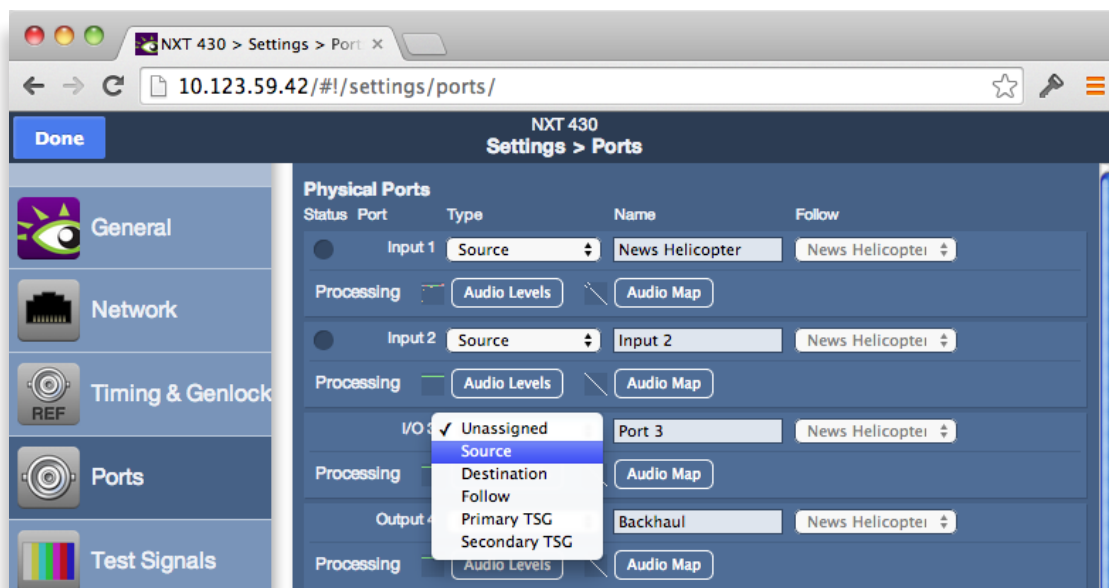 NXT 430 > Settings > Port
10.123.59.42/#!/settings/ports/
Done
NXT 430
Settings > Ports
General
Network
REF
Timing & Genlock
Ports
Test Signals
Physical Ports
Status Port Type Name Follow
Input 1 Source News Helicopter News Helicopter
Processing Audio Levels Audio Map
Input 2 Source Input 2 News Helicopter
Processing Audio Levels Audio Map
I/O 3 ✓ Unassigned Port 3 News Helicopter
Source
Processing Destination Audio Map
Follow
Output 4 Primary TSG Backhaul News Helicopter
Secondary TSG
Processing Audio Levels Audio Map